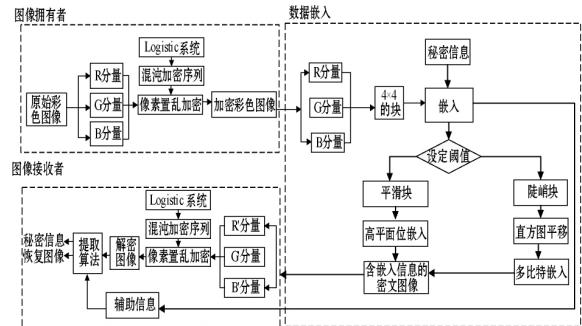 图像拥有者
Logistic系统
混沌加密序列
原始彩
色图像
R分量
G分量
B分量
像素置乱加密
加密彩色图像
数据嵌入
R分量
G分量
B分量
4×4
的块
秘密信息
嵌入
设定阈值
平滑块
陡峭块
高平面位嵌入
直方图平移
含嵌入信息的
密文图像
多比特嵌入
图像接收者
Logistic 系统
混沌加密序列
R'分量
G'分量
B'分量
像素置乱加密
解密
图像
提取
算法
秘密信息
恢复图像
辅助信息